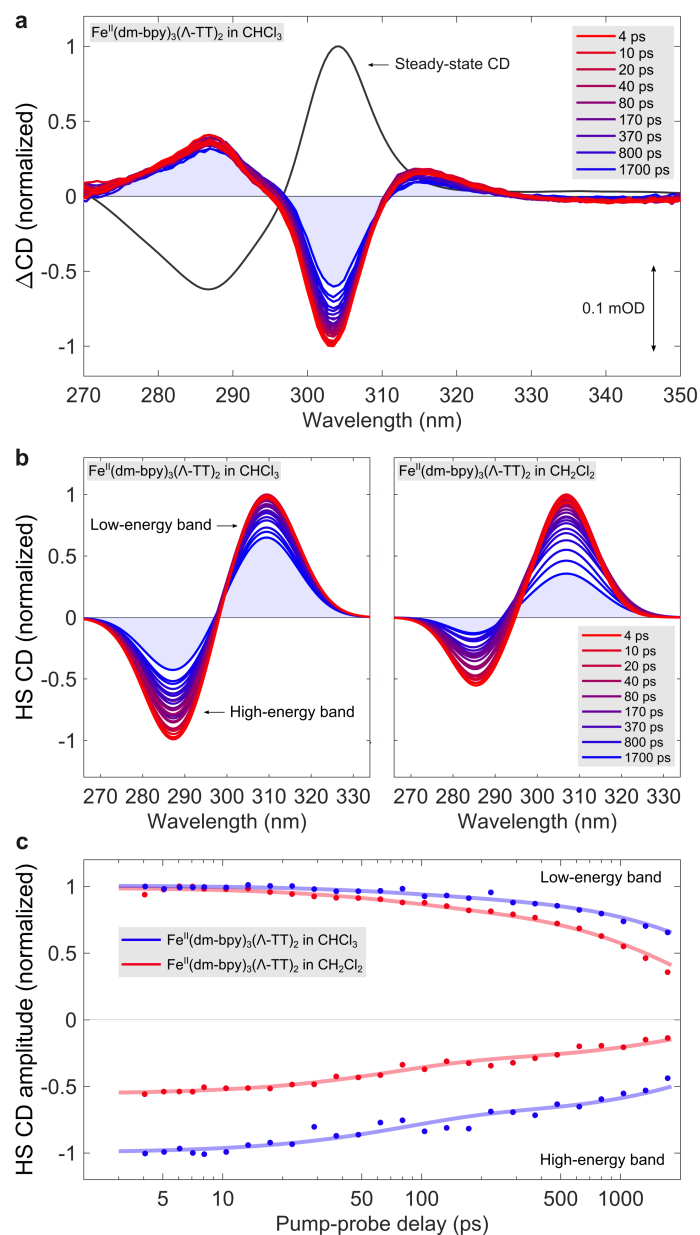 a
Fe^II(dm-bpy)₃(Λ-TT)₂ in CHCl₃
Steady-state CD
4 ps
10 ps
20 ps
40 ps
80 ps
170 ps
370 ps
800 ps
1700 ps
1
0.5
0
-0.5
-1
ΔCD (normalized)
0.1 mOD
270 280 290 300 310 320 330 340 350
Wavelength (nm)
b
Fe^II(dm-bpy)₃(Λ-TT)₂ in CHCl₃
Low-energy band
High-energy band
1
0.5
0
-0.5
-1
HS CD (normalized)
270 280 290 300 310 320 330
Wavelength (nm)
Fe^II(dm-bpy)₃(Λ-TT)₂ in CH₂Cl₂
4 ps
10 ps
20 ps
40 ps
80 ps
170 ps
370 ps
800 ps
1700 ps
270 280 290 300 310 320 330
Wavelength (nm)
c
Low-energy band
Fe^II(dm-bpy)₃(Λ-TT)₂ in CHCl₃
Fe^II(dm-bpy)₃(Λ-TT)₂ in CH₂Cl₂
High-energy band
1
0.5
0
-0.5
-1
HS CD amplitude (normalized)
5 10 50 100 500 1000
Pump-probe delay (ps)